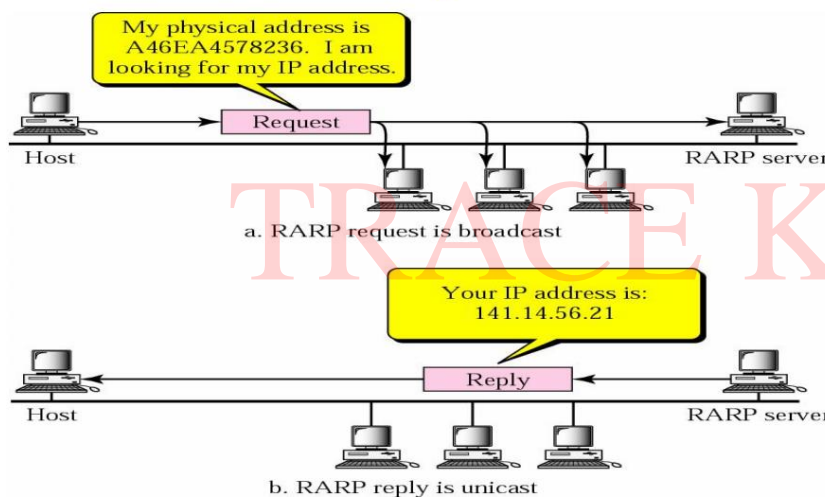 My physical address is
A46EA4578236. I am
looking for my IP address.
Request
Host
RARP server
a. RARP request is broadcast
TRACE K
Your IP address is:
141.14.56.21
Reply
Host
RARP server
b. RARP reply is unicast